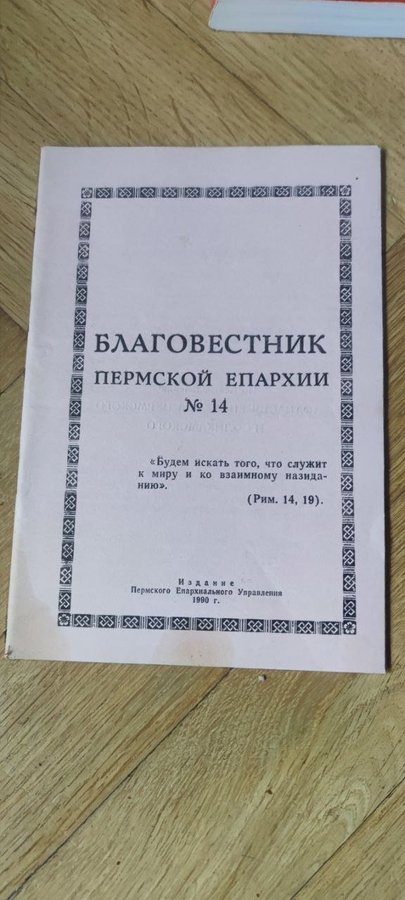 БЛАГОВЕСТНИК
ПЕРМСКОЙ ЕПАРХИИ
№ 14
«Будем искать того, что служит
к миру и ко взаимному назида-
нию».
(Рим. 14, 19).
Издание
Пермского Епархиального Управления
1990 г.